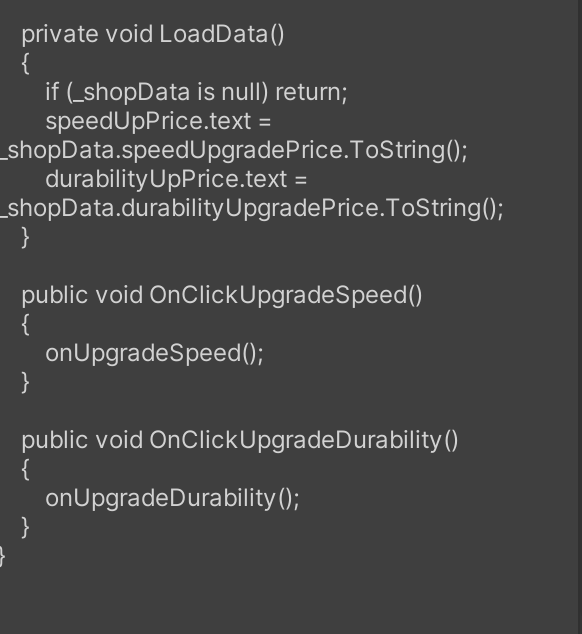 private void LoadData()
{
if (_shopData is null) return;
speedUpPrice.text =
_shopData.speedUpgradePrice.ToString();
durabilityUpPrice.text =
_shopData.durabilityUpgradePrice.ToString();
}
public void OnClickUpgradeSpeed()
{
onUpgradeSpeed();
}
public void OnClickUpgradeDurability()
{
onUpgradeDurability();
}
}